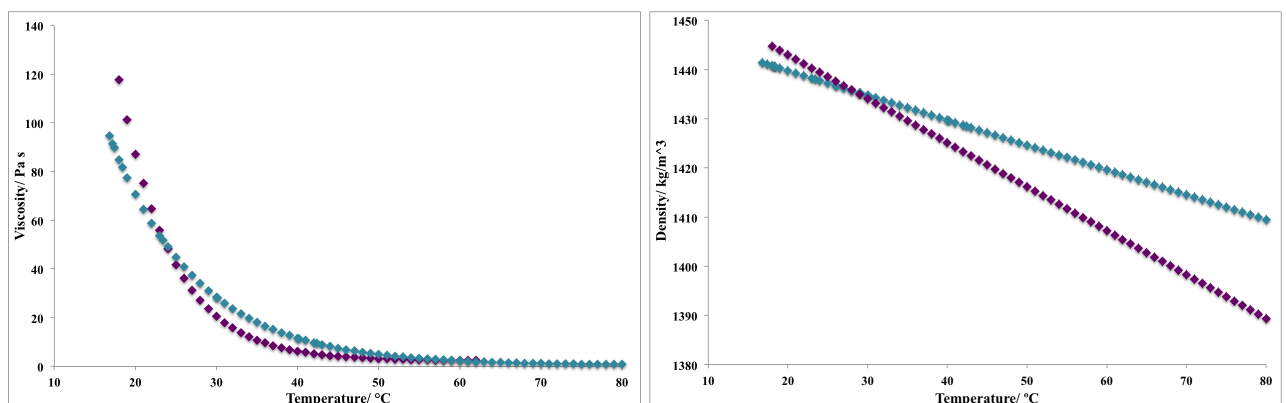 140
120
100
80
60
40
20
0
Viscosity/ Pa s
10 20 30 40 50 60 70 80
Temperature/ °C
1450
1440
1430
1420
1410
1400
1390
1380
Density/ kg/m^3
10 20 30 40 50 60 70 80
Temperature/ ºC